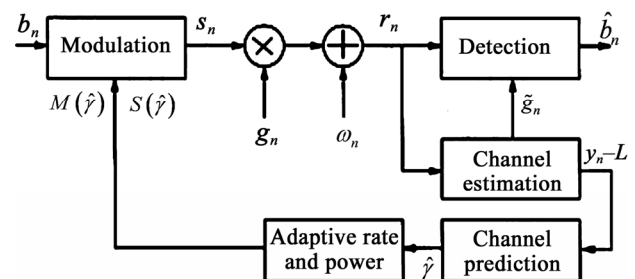 b_n
Modulation
s_n
r_n
Detection
b̂_n
M(γ̂)
S(γ̂)
g_n
ω_n
g̃_n
Channel
estimation
y_n–L
Adaptive rate
and power
γ̂
Channel
prediction